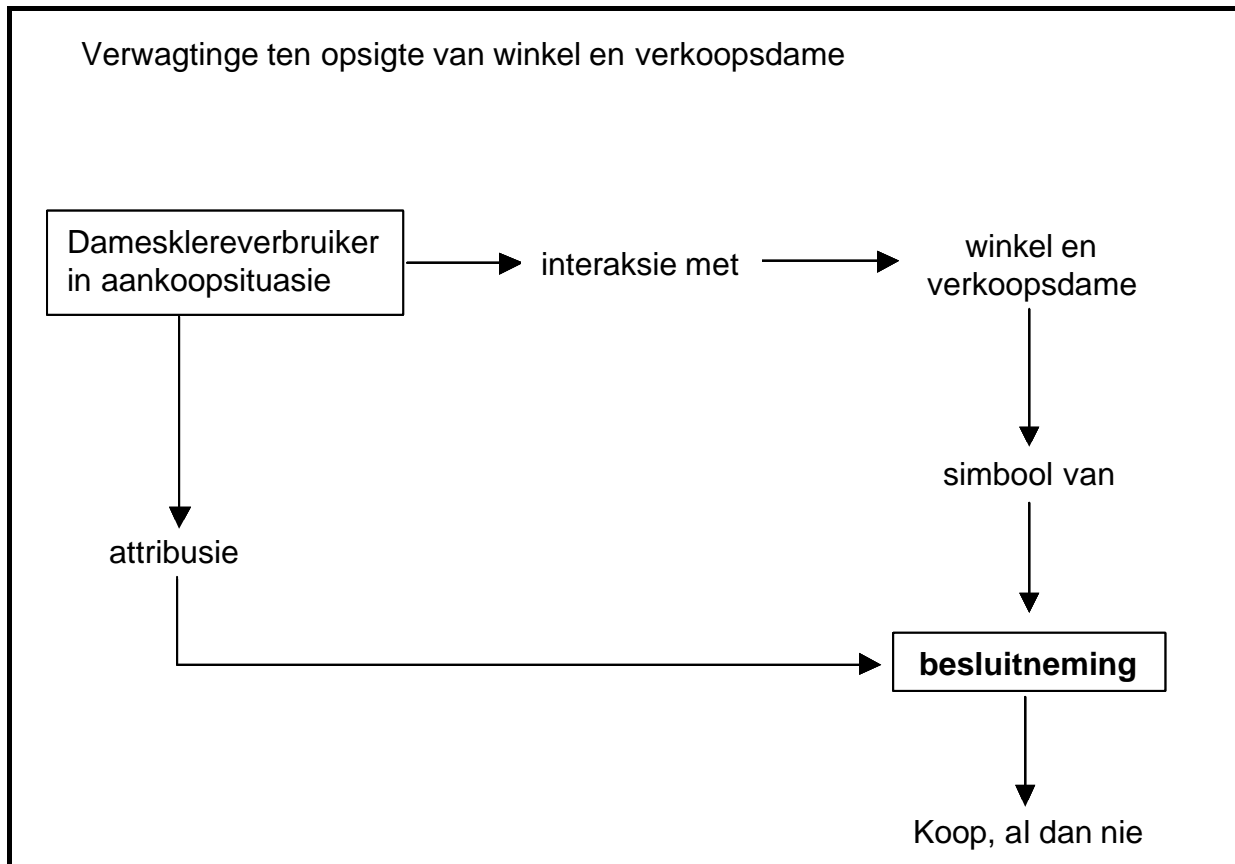 Verwagtinge ten opsigte van winkel en verkoopsdame
Damesklereverbruiker
in aankoopsituasie
interaksie met
winkel en
verkoopsdame
simbool van
attribusie
besluitneming
Koop, al dan nie